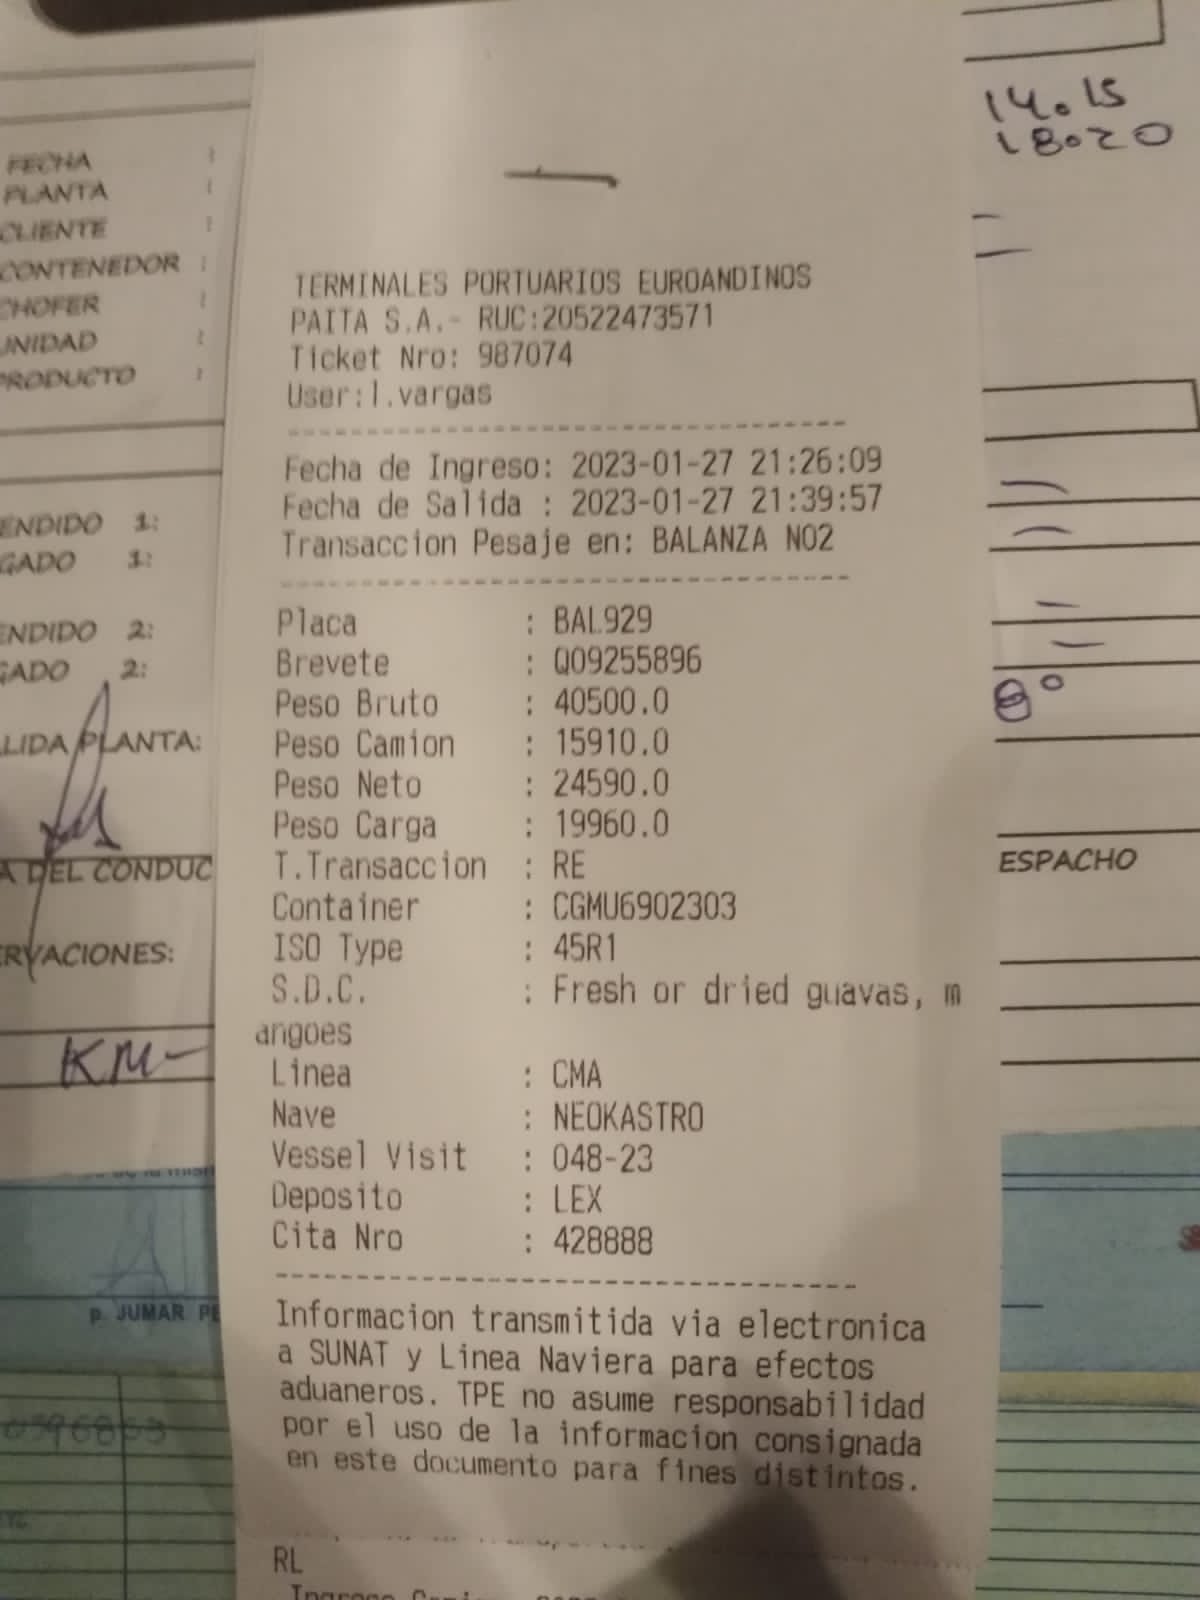 14.15
18.20
FECHA :
PLANTA :
CLIENTE :
CONTENEDOR :
CHOFER :
UNIDAD :
PRODUCTO :
ENDIDO 1:
GADO 1:
ENDIDO 2:
GADO 2:
LIDA PLANTA:
A DEL CONDUC
ERVACIONES:
KM-
p. JUMAR PE
TERMINALES PORTUARIOS EUROANDINOS
PAITA S.A.- RUC:20522473571
Ticket Nro: 987074
User:l.vargas
-----------------------------------
Fecha de Ingreso: 2023-01-27 21:26:09
Fecha de Salida : 2023-01-27 21:39:57
Transaccion Pesaje en: BALANZA NO2
-----------------------------------
Placa : BAL929
Brevete : Q09255896
Peso Bruto : 40500.0
Peso Camion : 15910.0
Peso Neto : 24590.0
Peso Carga : 19960.0
T.Transaccion : RE
Container : CGMU6902303
ISO Type : 45R1
S.D.C. : Fresh or dried guavas, m
angoes
Linea : CMA
Nave : NEOKASTRO
Vessel Visit : 048-23
Deposito : LEX
Cita Nro : 428888
-----------------------------------
Informacion transmitida via electronica
a SUNAT y Linea Naviera para efectos
aduaneros. TPE no asume responsabilidad
por el uso de la informacion consignada
en este documento para fines distintos.
RL
ESPACHO